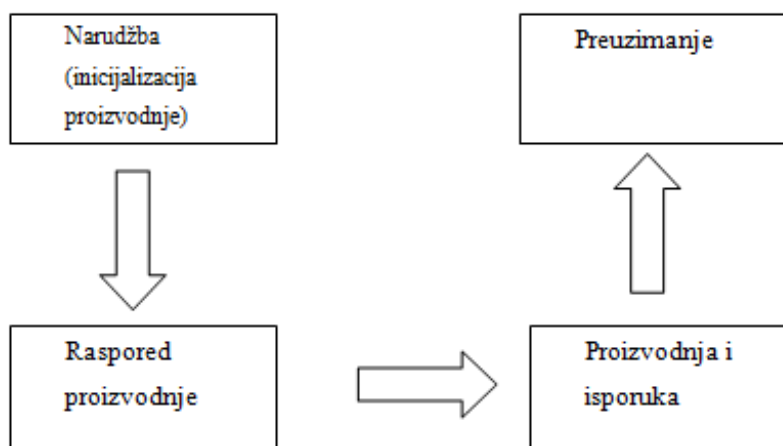 Narudžba
(inicijalizacija
proizvodnje)
Preuzimanje
Raspored
proizvodnje
Proizvodnja i
isporuka